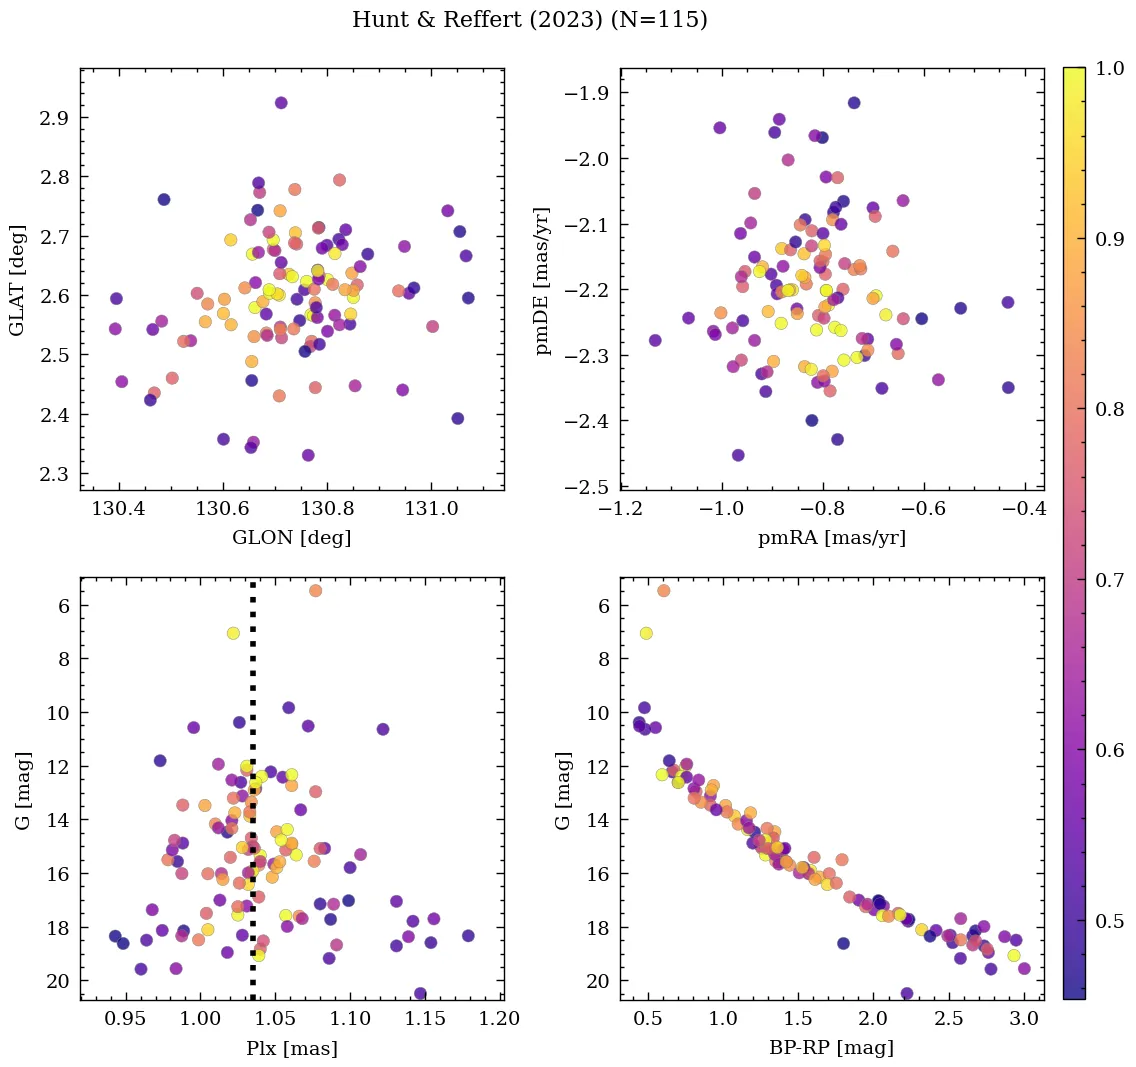 Hunt & Reffert (2023) (N=115)
2.9
2.8
2.7
2.6
2.5
2.4
2.3
GLAT [deg]
130.4 130.6 130.8 131.0
GLON [deg]
−1.9
−2.0
−2.1
−2.2
−2.3
−2.4
−2.5
pmDE [mas/yr]
−1.2 −1.0 −0.8 −0.6 −0.4
pmRA [mas/yr]
6
8
10
12
14
16
18
20
G [mag]
0.95 1.00 1.05 1.10 1.15 1.20
Plx [mas]
6
8
10
12
14
16
18
20
G [mag]
0.5 1.0 1.5 2.0 2.5 3.0
BP-RP [mag]
1.0
0.9
0.8
0.7
0.6
0.5